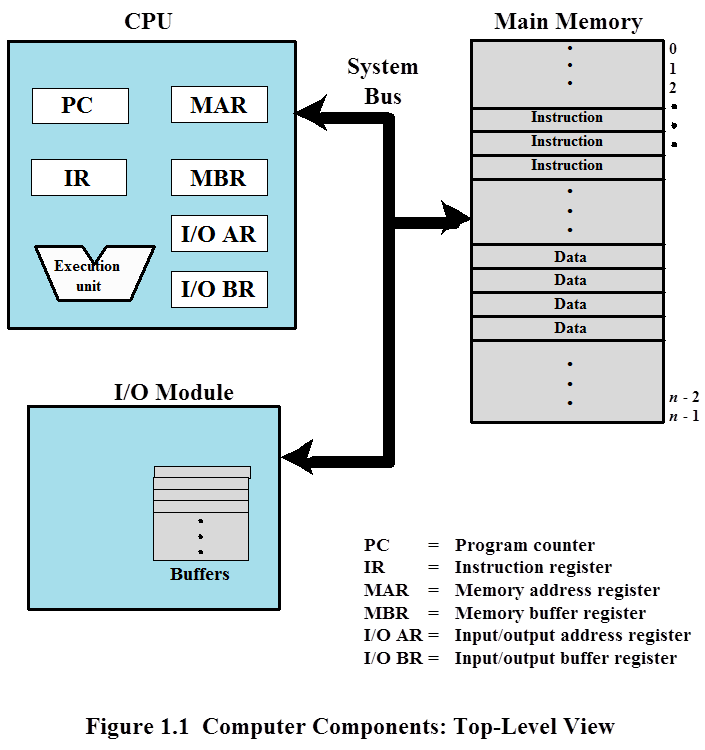 CPU
PC
MAR
IR
MBR
I/O AR
Execution
unit
I/O BR
System
Bus
Main Memory
0
1
2
Instruction
Instruction
Instruction
Data
Data
Data
Data
n - 2
n - 1
I/O Module
Buffers
PC = Program counter
IR = Instruction register
MAR = Memory address register
MBR = Memory buffer register
I/O AR = Input/output address register
I/O BR = Input/output buffer register
Figure 1.1 Computer Components: Top-Level View